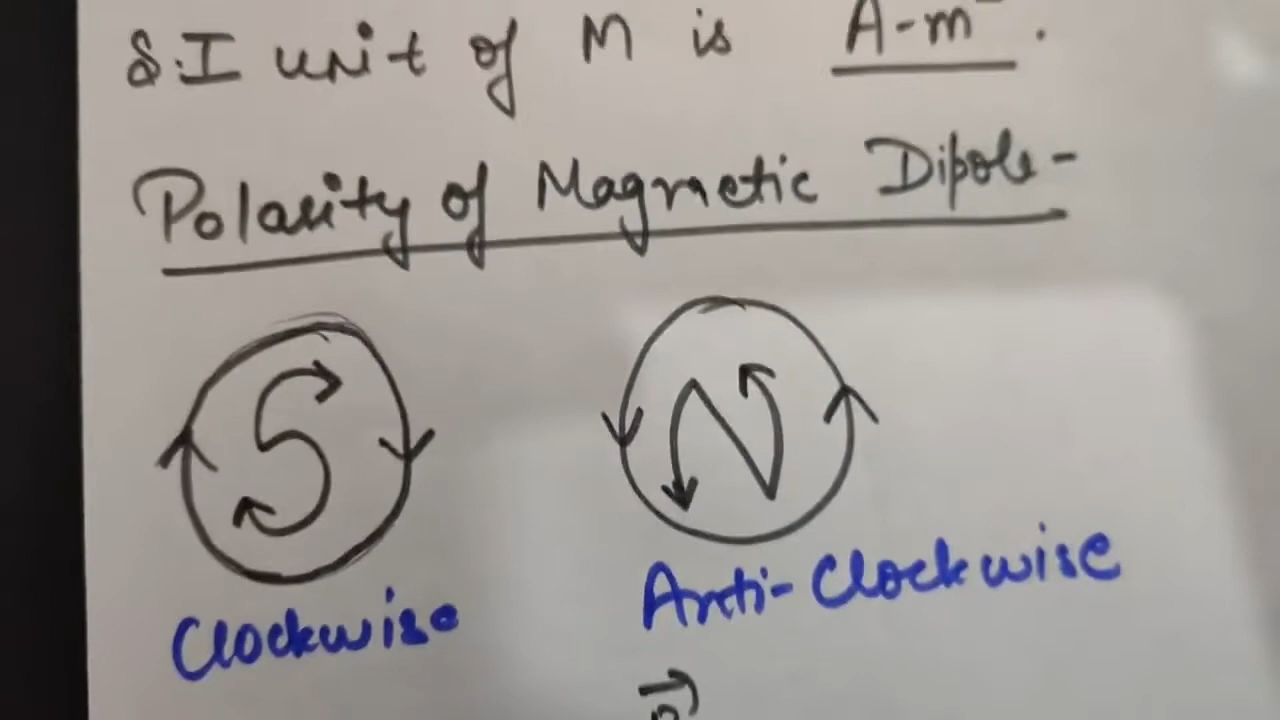 S.I unit of M is A-m
Polarity of Magnetic Dipole-
S N
Clockwise Anti-Clockwise